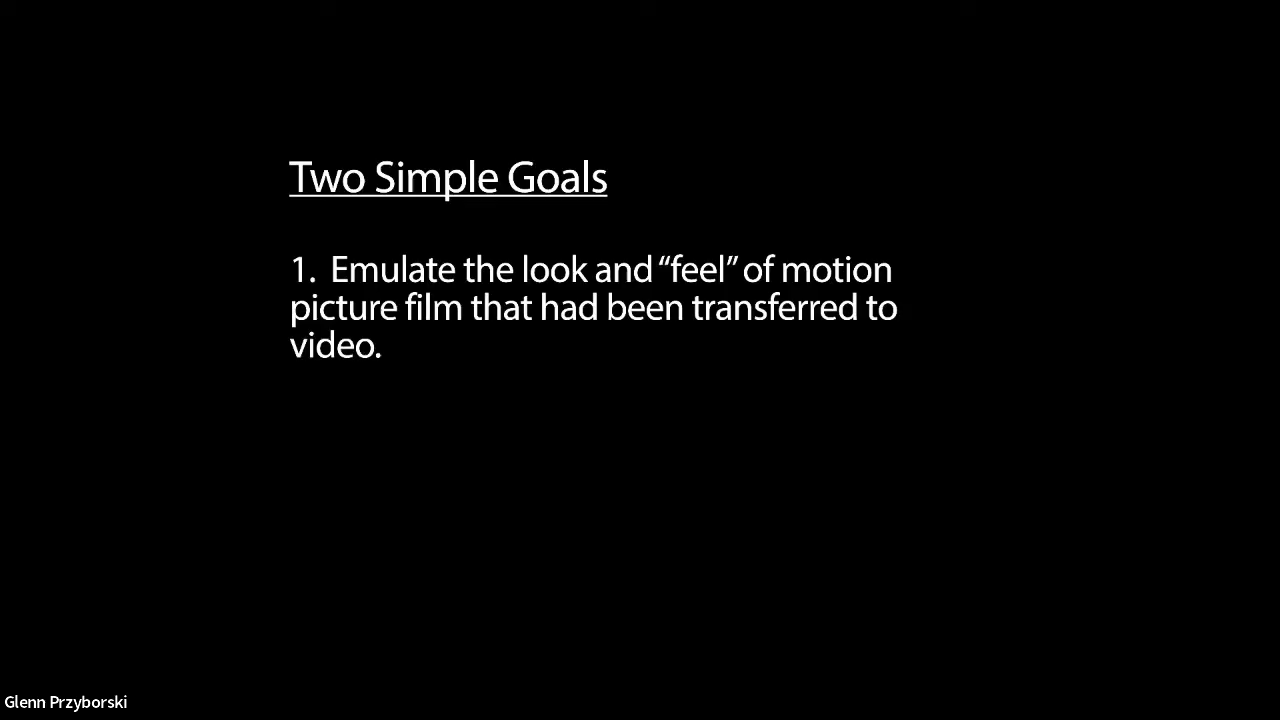 Two Simple Goals
1. Emulate the look and “feel” of motion
picture film that had been transferred to
video.
Glenn Przyborski